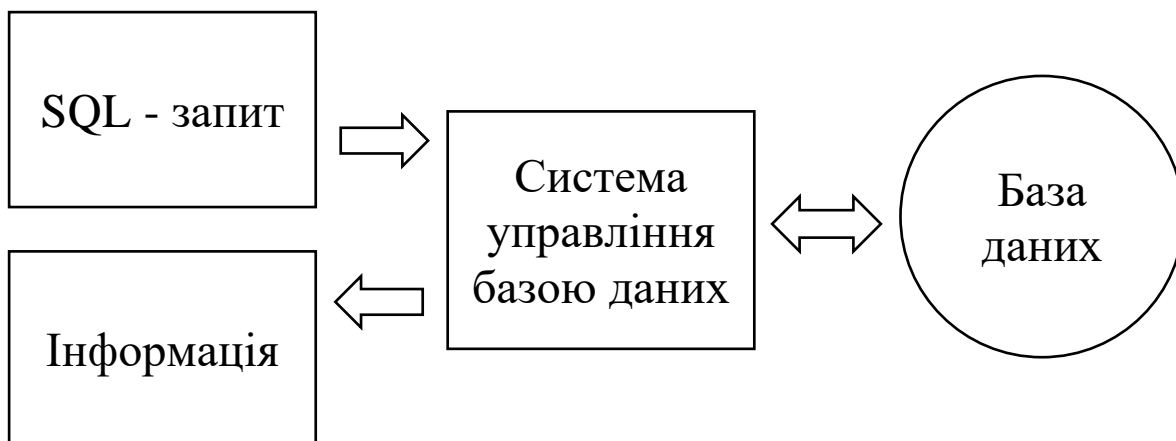 SQL - запит
Система
управління
базою даних
База
даних
Інформація